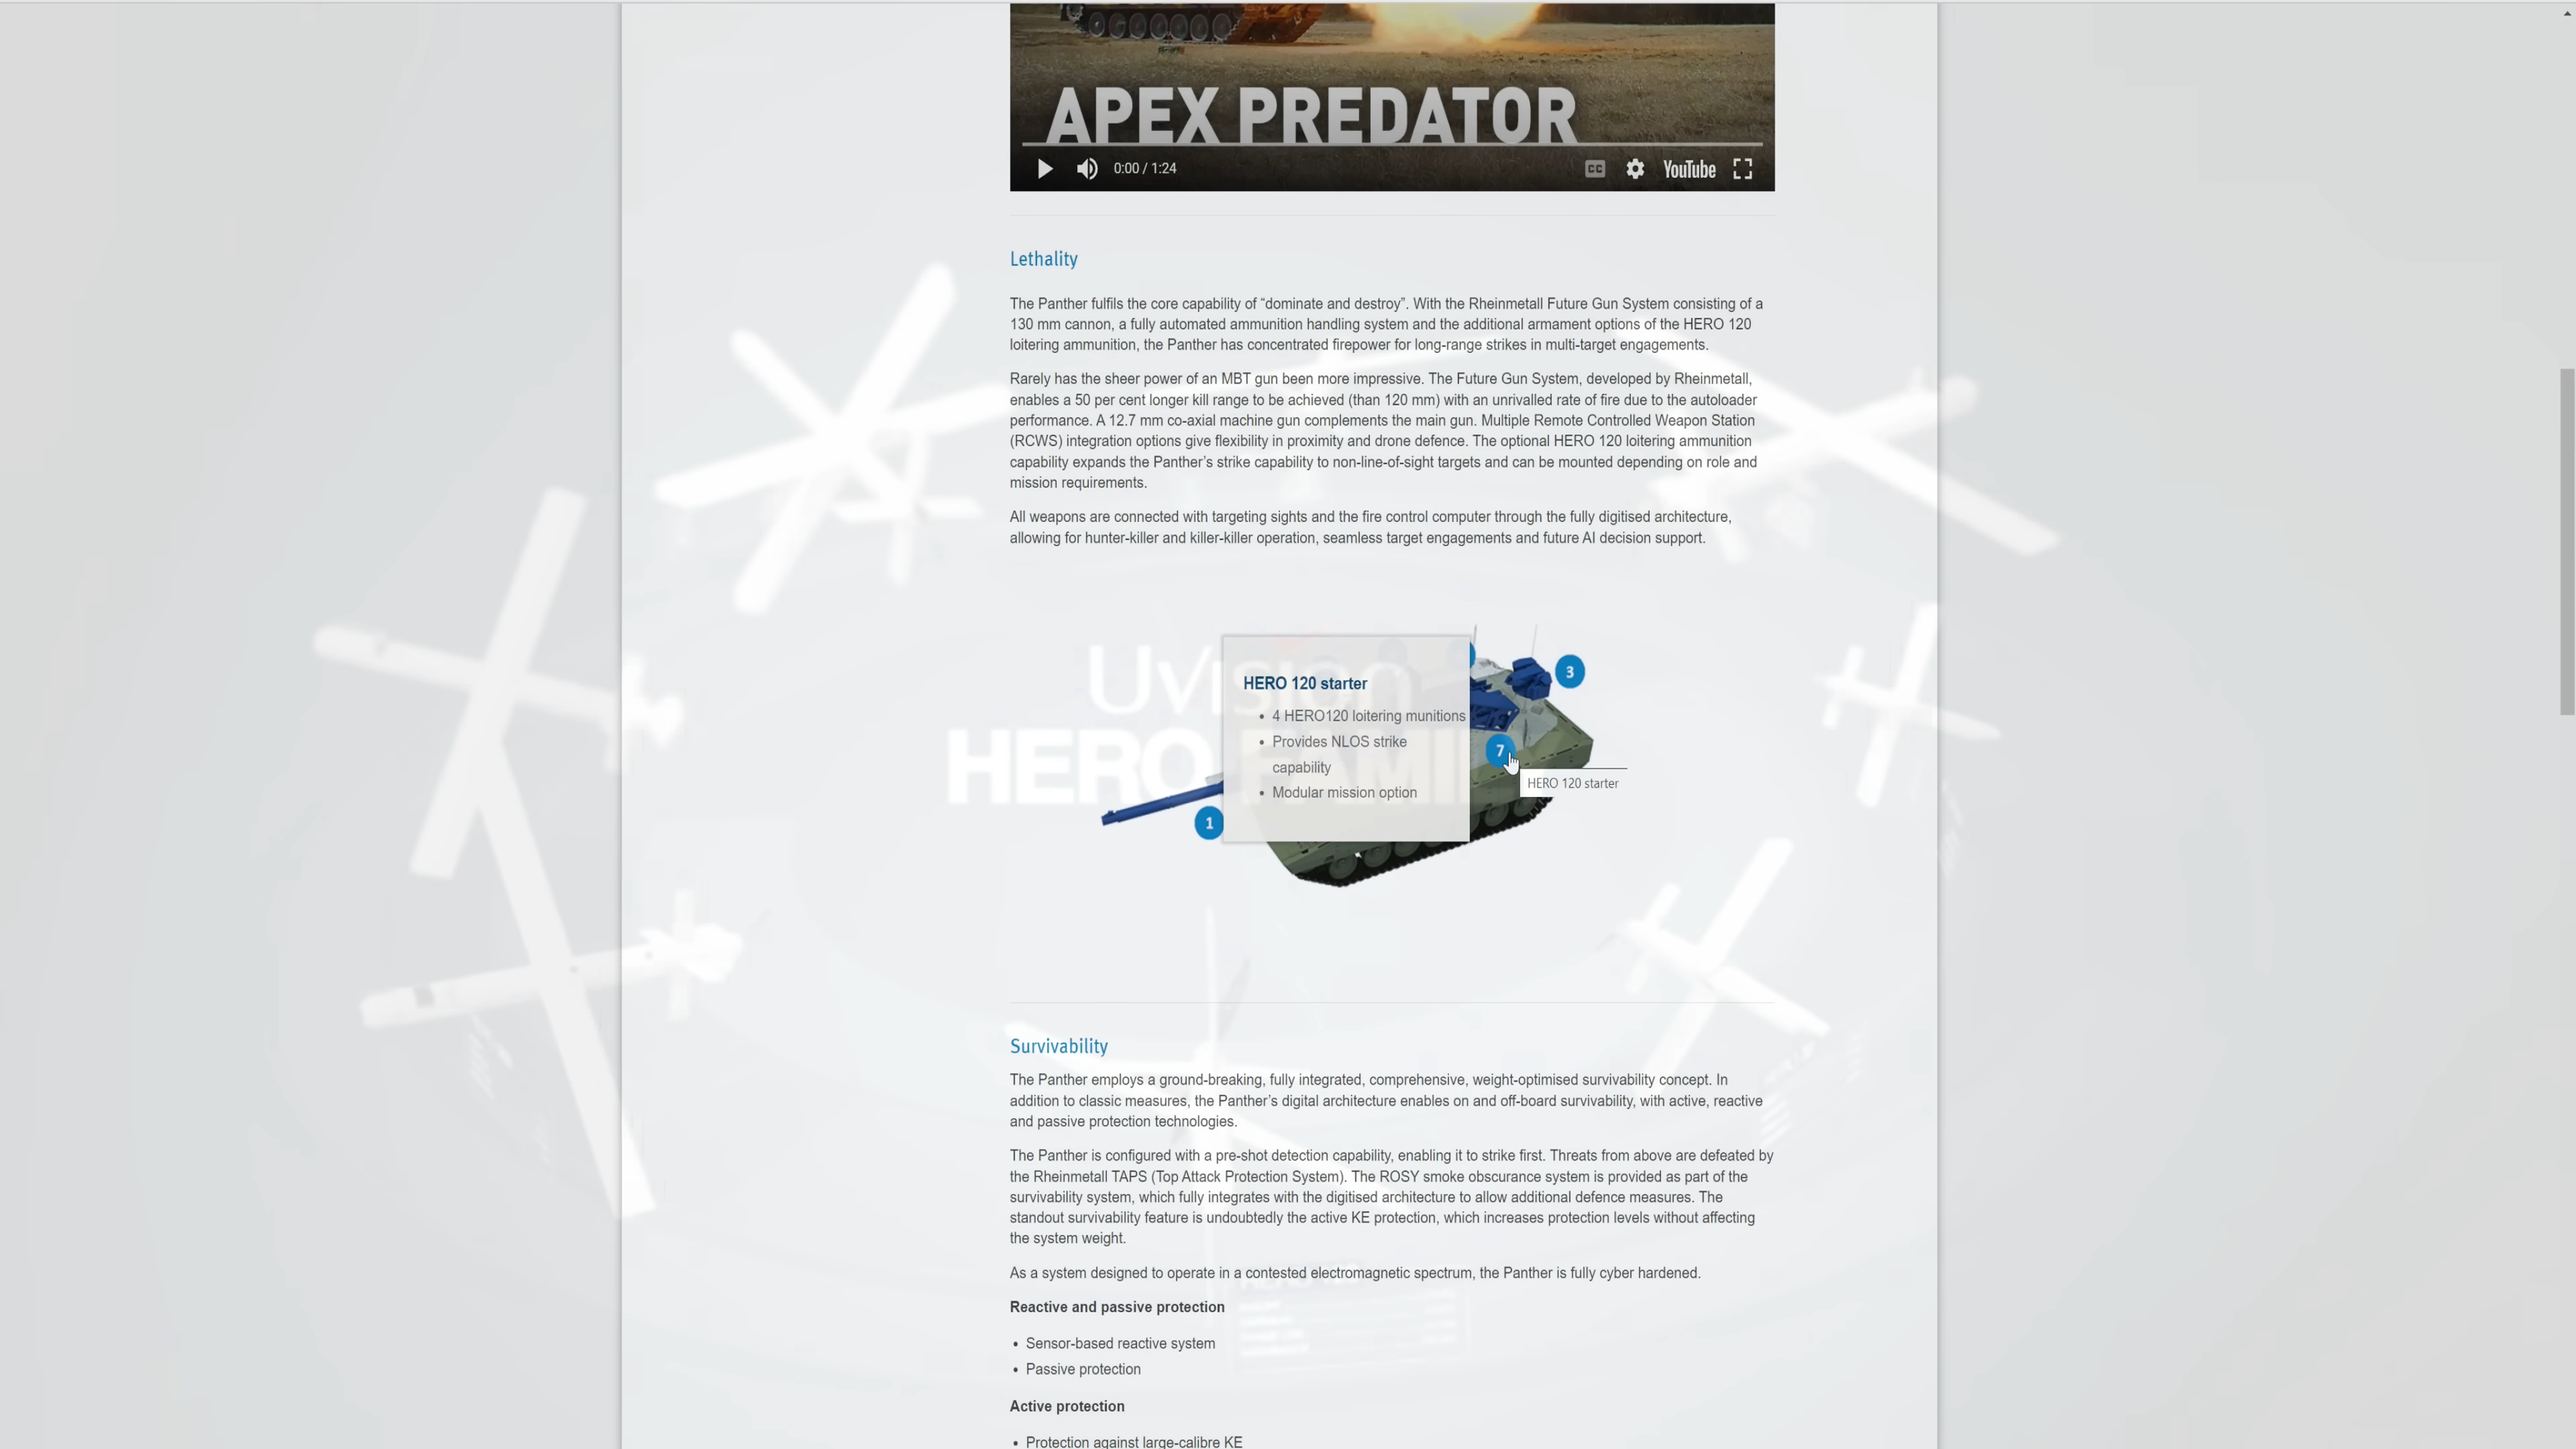 APEX PREDATOR
0:00 / 1:24
CC
YouTube
Lethality
The Panther fulfils the core capability of “dominate and destroy”. With the Rheinmetall Future Gun System consisting of a
130 mm cannon, a fully automated ammunition handling system and the additional armament options of the HERO 120
loitering ammunition, the Panther has concentrated firepower for long-range strikes in multi-target engagements.
Rarely has the sheer power of an MBT gun been more impressive. The Future Gun System, developed by Rheinmetall,
enables a 50 per cent longer kill range to be achieved (than 120 mm) with an unrivalled rate of fire due to the autoloader
performance. A 12.7 mm co-axial machine gun complements the main gun. Multiple Remote Controlled Weapon Station
(RCWS) integration options give flexibility in proximity and drone defence. The optional HERO 120 loitering ammunition
capability expands the Panther’s strike capability to non-line-of-sight targets and can be mounted depending on role and
mission requirements.
All weapons are connected with targeting sights and the fire control computer through the fully digitised architecture,
allowing for hunter-killer and killer-killer operation, seamless target engagements and future AI decision support.
UVision
HERO
HERO 120 starter
• 4 HERO120 loitering munitions
• Provides NLOS strike
capability
• Modular mission option
3
7
HERO 120 starter
1
Survivability
The Panther employs a ground-breaking, fully integrated, comprehensive, weight-optimised survivability concept. In
addition to classic measures, the Panther’s digital architecture enables on and off-board survivability, with active, reactive
and passive protection technologies.
The Panther is configured with a pre-shot detection capability, enabling it to strike first. Threats from above are defeated by
the Rheinmetall TAPS (Top Attack Protection System). The ROSY smoke obscurance system is provided as part of the
survivability system, which fully integrates with the digitised architecture to allow additional defence measures. The
standout survivability feature is undoubtedly the active KE protection, which increases protection levels without affecting
the system weight.
As a system designed to operate in a contested electromagnetic spectrum, the Panther is fully cyber hardened.
Reactive and passive protection
• Sensor-based reactive system
• Passive protection
Active protection
• Protection against large-calibre KE